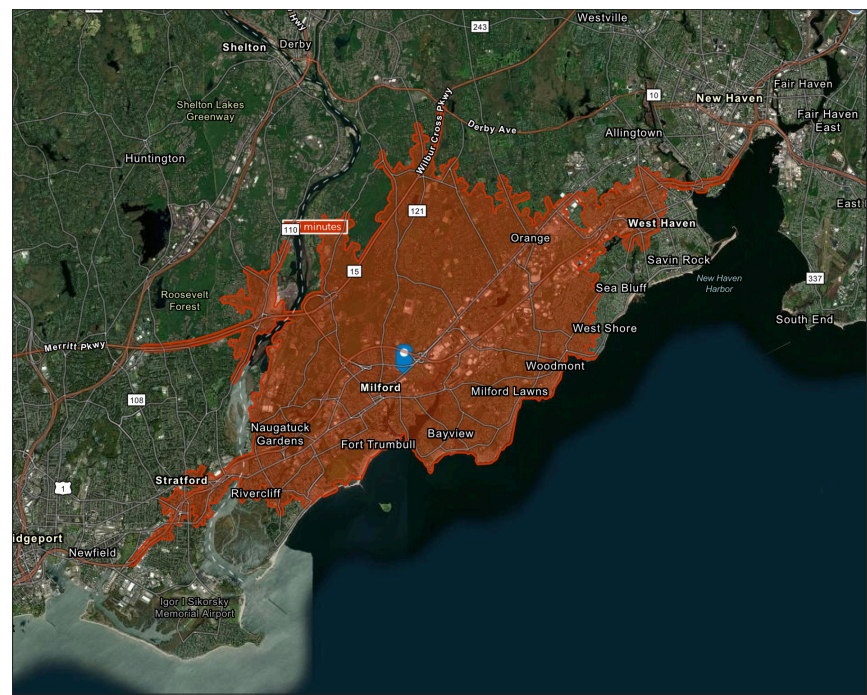 Westville
243
Shelton
Derby
Hwy
Fair Haven
Wilbur Cross Pkwy
10
New Haven
Shelton Lakes
Greenway
Fair Haven
East
Derby Ave
Allingtown
Huntington
121
110
minutes
West Haven
Orange
Savin Rock
15
New Haven
Harbor
337
Sea Bluff
Roosevelt
Forest
South End
West Shore
Merritt Pkwy
Woodmont
Milford
Milford Lawns
108
Naugatuck
Gardens
Bayview
Fort Trumbull
Stratford
1
Rivercliff
idgeport
Newfield
Igor I Sikorsky
Memorial Airport